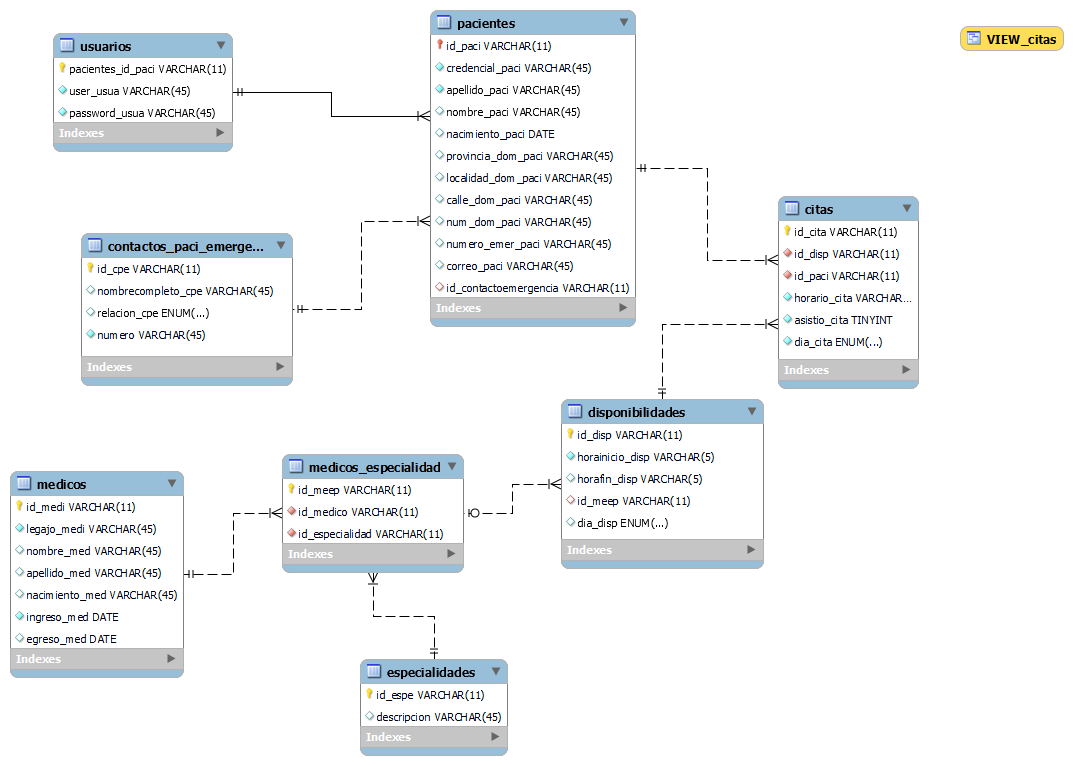 usuarios
pacientes_id_paci VARCHAR(11)
user_usua VARCHAR(45)
password_usua VARCHAR(45)
Indexes
pacientes
id_paci VARCHAR(11)
credencial_paci VARCHAR(45)
apellido_paci VARCHAR(45)
nombre_paci VARCHAR(45)
nacimiento_paci DATE
provincia_dom_paci VARCHAR(45)
localidad_dom_paci VARCHAR(45)
calle_dom_paci VARCHAR(45)
num_dom_paci VARCHAR(45)
numero_emer_paci VARCHAR(45)
correo_paci VARCHAR(45)
id_contactoemergencia VARCHAR(11)
Indexes
VIEW_citas
contactos_paci_emerge...
id_cpe VARCHAR(11)
nombrecompleto_cpe VARCHAR(45)
relacion_cpe ENUM(...)
numero VARCHAR(45)
Indexes
citas
id_cita VARCHAR(11)
id_disp VARCHAR(11)
id_paci VARCHAR(11)
horario_cita VARCHAR...
asistio_cita TINYINT
dia_cita ENUM(...)
Indexes
disponibilidades
id_disp VARCHAR(11)
horainicio_disp VARCHAR(5)
horafin_disp VARCHAR(5)
id_meep VARCHAR(11)
dia_disp ENUM(...)
Indexes
medicos_especialidad
id_meep VARCHAR(11)
id_medico VARCHAR(11)
id_especialidad VARCHAR(11)
Indexes
medicos
id_medi VARCHAR(11)
legajo_medi VARCHAR(45)
nombre_med VARCHAR(45)
apellido_med VARCHAR(45)
nacimiento_med VARCHAR(45)
ingreso_med DATE
egreso_med DATE
Indexes
especialidades
id_espe VARCHAR(11)
descripcion VARCHAR(45)
Indexes